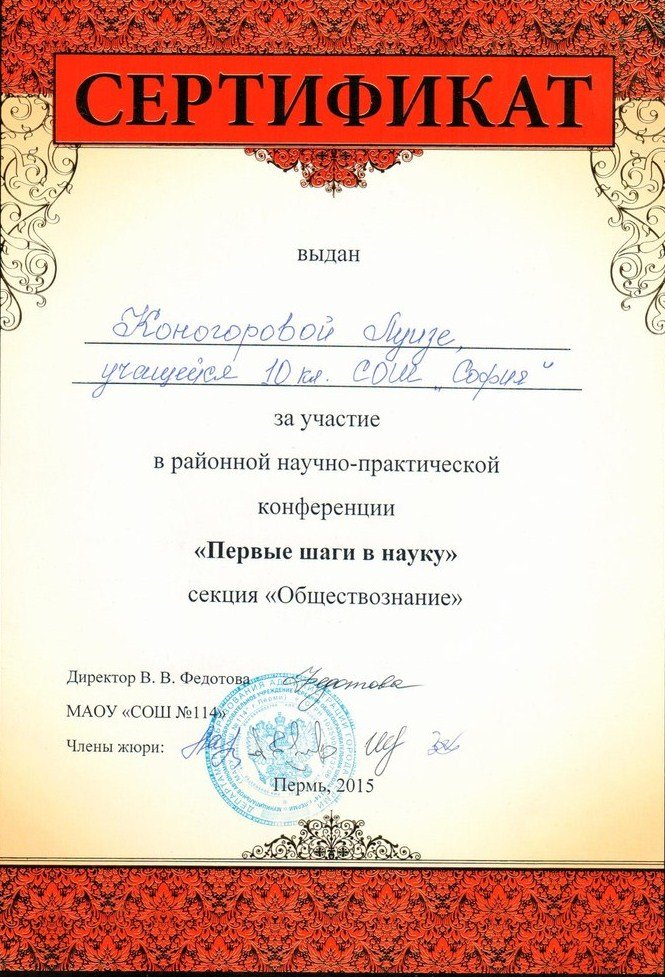 СЕРТИФИКАТ
выдан
Коногоровой Луизе,
учащейся 10 кл. СОШ „София"
за участие
в районной научно-практической
конференции
«Первые шаги в науку»
секция «Обществознание»
Директор В. В. Федотова Федотова
МАОУ «СОШ №114»
Члены жюри:
Пермь, 2015